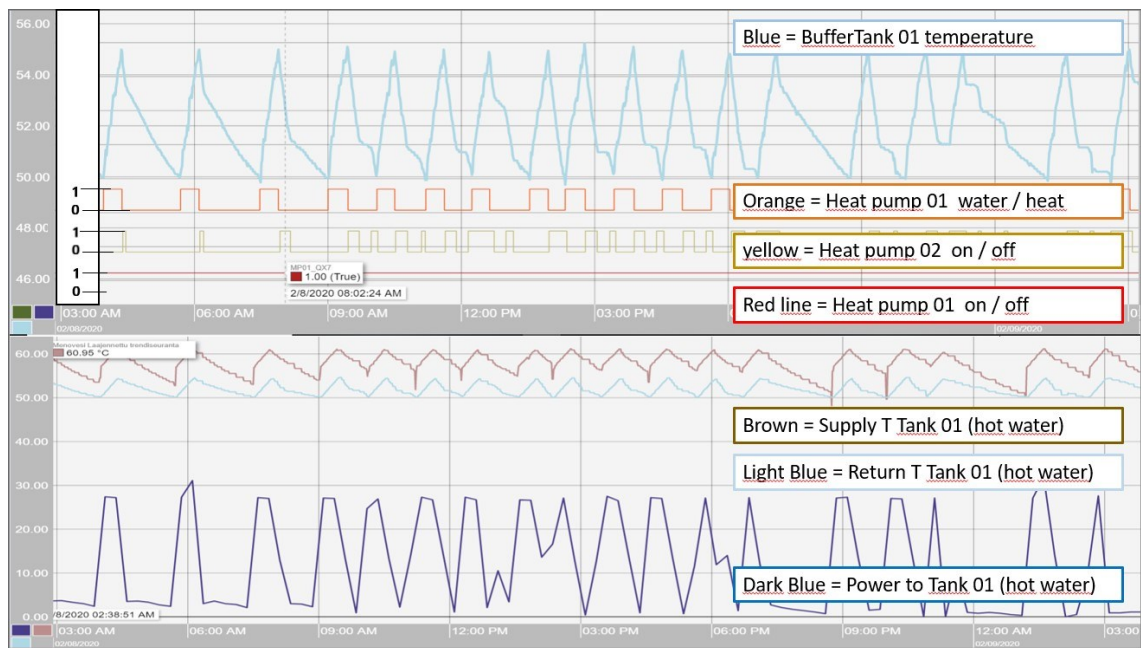 56.00
Blue = BufferTank 01 temperature
54.00
52.00
50.00
1
0
Orange = Heat pump 01 water / heat
48.00
1
0
yellow = Heat pump 02 on / off
46.00
1
0
MP01_QX7
1.00 (True)
2/8/2020 08:02:24 AM
Red line = Heat pump 01 on / off
03:00 AM
06:00 AM
09:00 AM
12:00 PM
03:00 PM
02/08/2020
02/09/2020
60.00
Menovesi Laajennettu trendiseuranta
60.95 °C
50.00
40.00
Brown = Supply T Tank 01 (hot water)
30.00
Light Blue = Return T Tank 01 (hot water)
20.00
10.00
Dark Blue = Power to Tank 01 (hot water)
0.00
/8/2020 02:38:51 AM
03:00 AM
06:00 AM
09:00 AM
12:00 PM
03:00 PM
06:00 PM
09:00 PM
12:00 AM
03:00
02/08/2020
02/09/2020